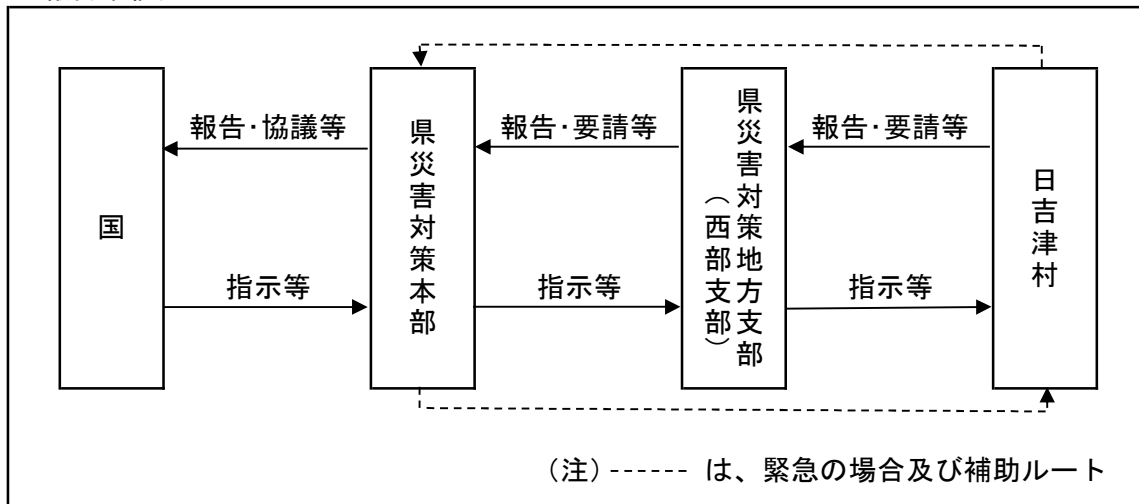 国
報告・協議等
指示等
県災害対策本部
報告・要請等
指示等
県災害対策地方支部
（西部支部）
報告・要請等
指示等
日吉津村
（注）------ は、緊急の場合及び補助ルート